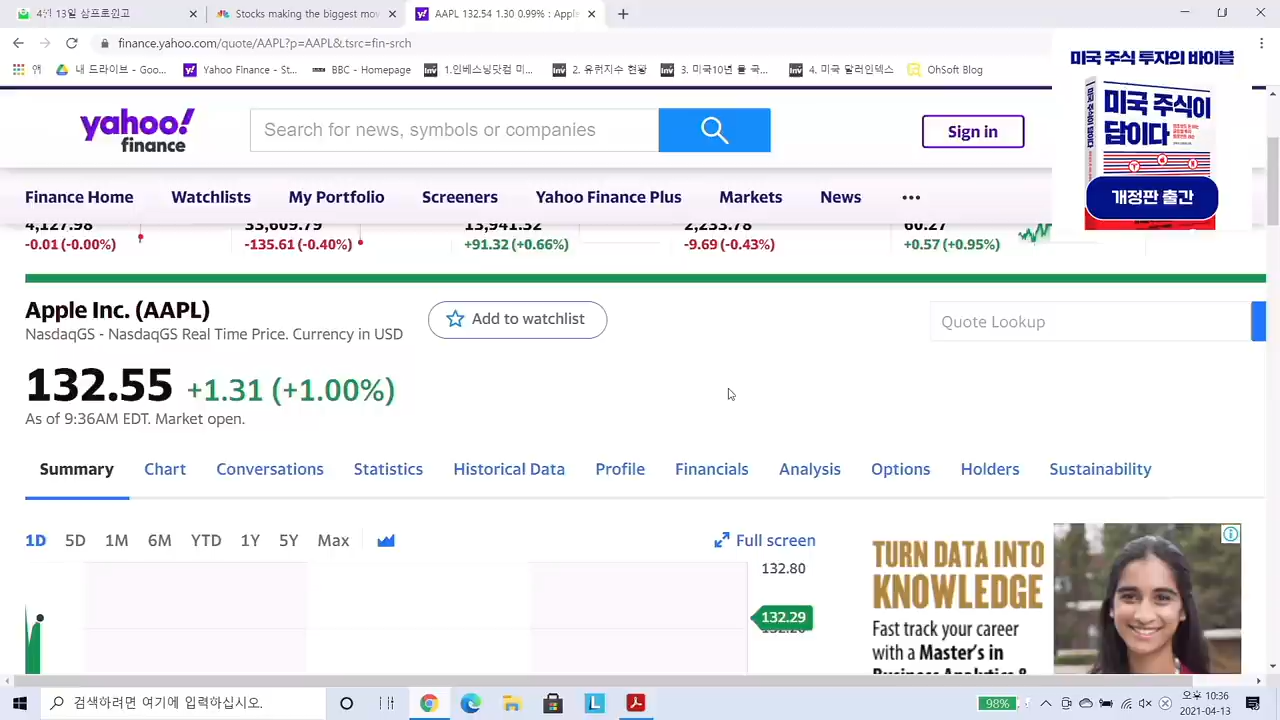 4월 13일 삼프로원고
Stocks making the biggest mov
AAPL 132.54 1.30 0.99% : Apple
finance.yahoo.com/quote/AAPL?p=AAPL&.tsrc=fin-srch
앱
내 드라이브 - Goo...
Yahoo Finance - St...
BBC - Homepage
1.인베스팅닷컴 미...
2. 유럽지수 현황
3. 미국10년 물 국...
4. 미국 달러인덱스
OhSoft Blog
미국 주식 투자의 바이블
미국 주식이
답이다
개정판 출간
yahoo!
finance
Search for news, symbols or companies
Sign in
Finance Home
Watchlists
My Portfolio
Screeners
Yahoo Finance Plus
Markets
News
4,127.98
33,609.79
13,941.32
2,233.78
60.27
-0.01 (-0.00%)
-135.61 (-0.40%)
+91.32 (+0.66%)
-9.69 (-0.43%)
+0.57 (+0.95%)
Apple Inc. (AAPL)
NasdaqGS - NasdaqGS Real Time Price. Currency in USD
Add to watchlist
Quote Lookup
132.55 +1.31 (+1.00%)
As of 9:36AM EDT. Market open.
Summary
Chart
Conversations
Statistics
Historical Data
Profile
Financials
Analysis
Options
Holders
Sustainability
1D 5D 1M 6M YTD 1Y 5Y Max
Full screen
132.80
132.29
TURN DATA INTO
KNOWLEDGE
Fast track your career
with a Master's in
Business Analytics &
검색하려면 여기에 입력하십시오.
98%
오후 10:36
2021-04-13